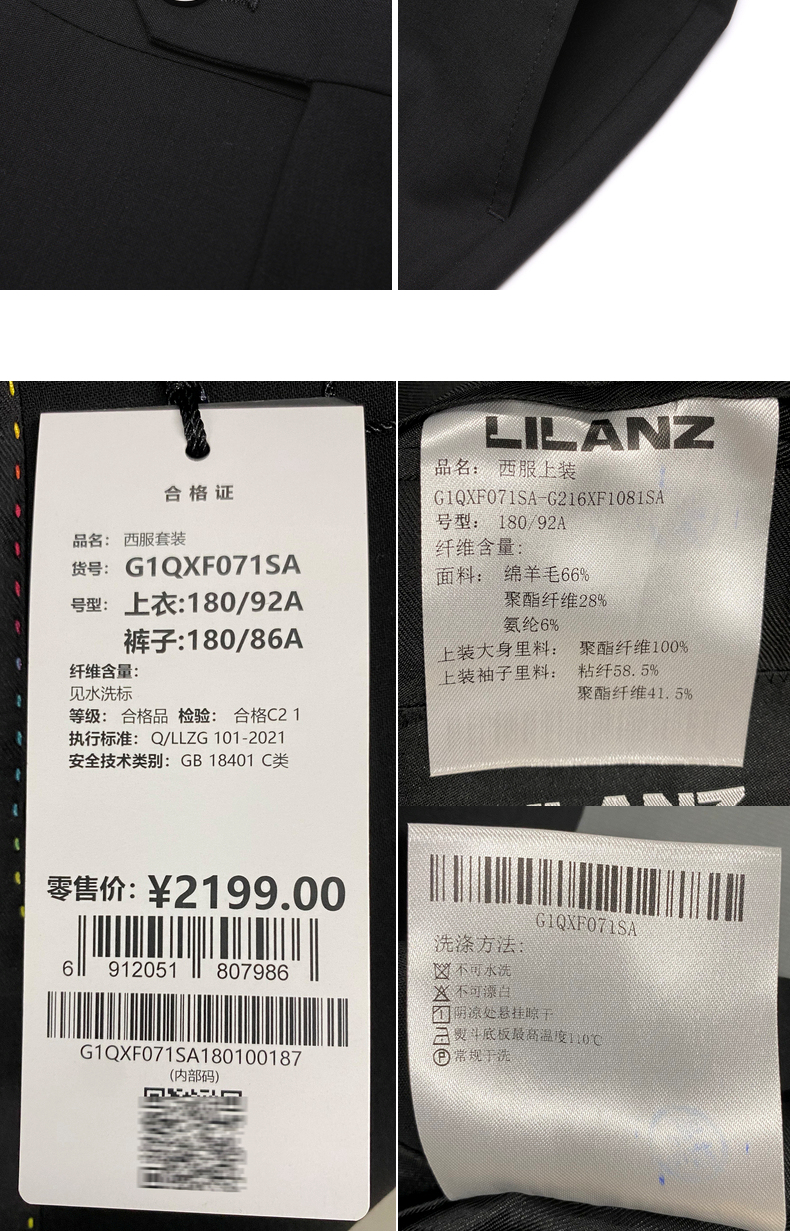 合格证
品名： 西服套装
货号： G1QXF071SA
号型： 上衣:180/92A
裤子:180/86A
纤维含量：
见水洗标
等级： 合格品 检验： 合格C2 1
执行标准： Q/LLZG 101-2021
安全技术类别： GB 18401 C类
零售价： ¥2199.00
6 912051 807986
G1QXF071SA180100187
(内部码)
LILANZ
品名： 西服上装
G1QXF071SA-G216XF1081SA
号型： 180/92A
纤维含量：
面料： 绵羊毛66%
聚酯纤维28%
氨纶6%
上装大身里料： 聚酯纤维100%
上装袖子里料： 粘纤58.5%
聚酯纤维41.5%
LILANZ
G1QXF071SA
洗涤方法：
不可水洗
不可漂白
阴凉处悬挂晾干
熨斗底板最高温度110℃
P 常规干洗